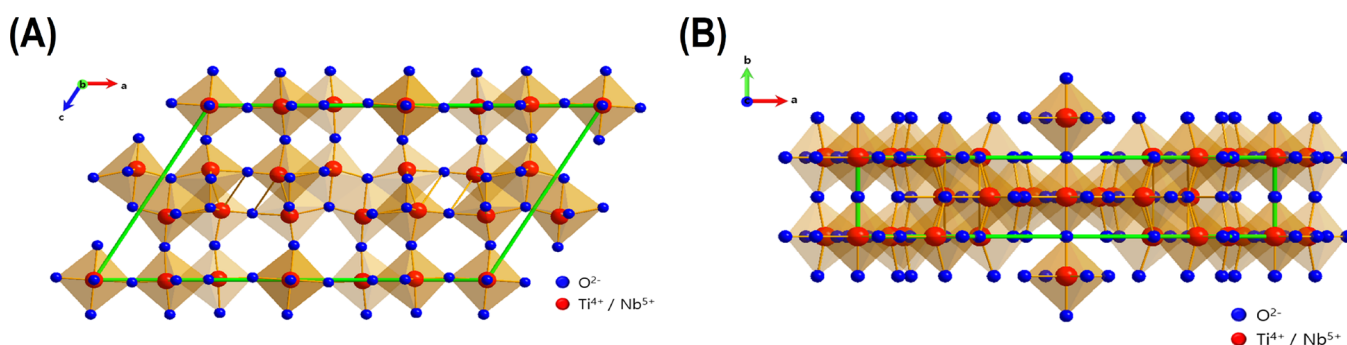 (A)
b
a
c
O²⁻
Ti⁴⁺ / Nb⁵⁺
(B)
b
c
a
O²⁻
Ti⁴⁺ / Nb⁵⁺